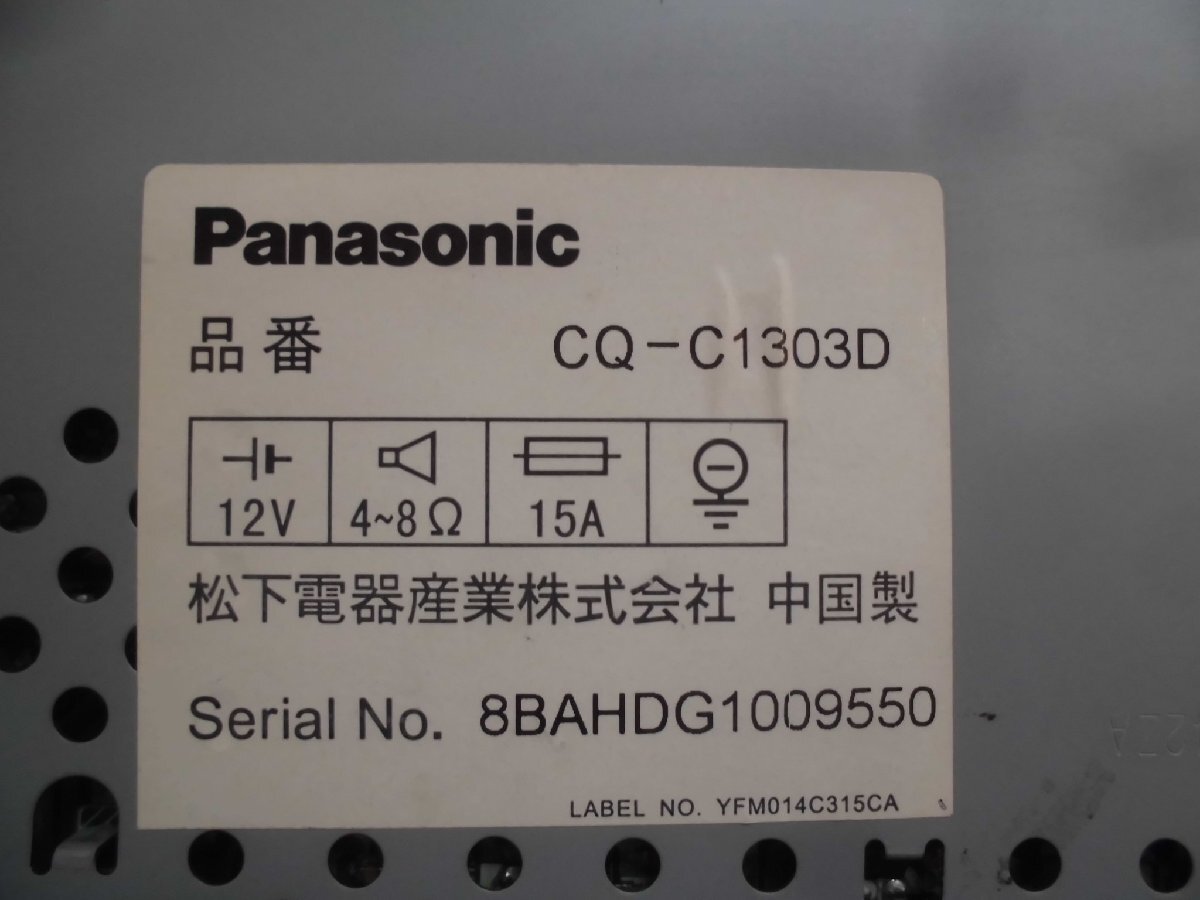 Panasonic
品番 CQ-C1303D
12V 4~8Ω 15A
松下電器産業株式会社 中国製
Serial No. 8BAHDG1009550
LABEL NO. YFM014C315CA